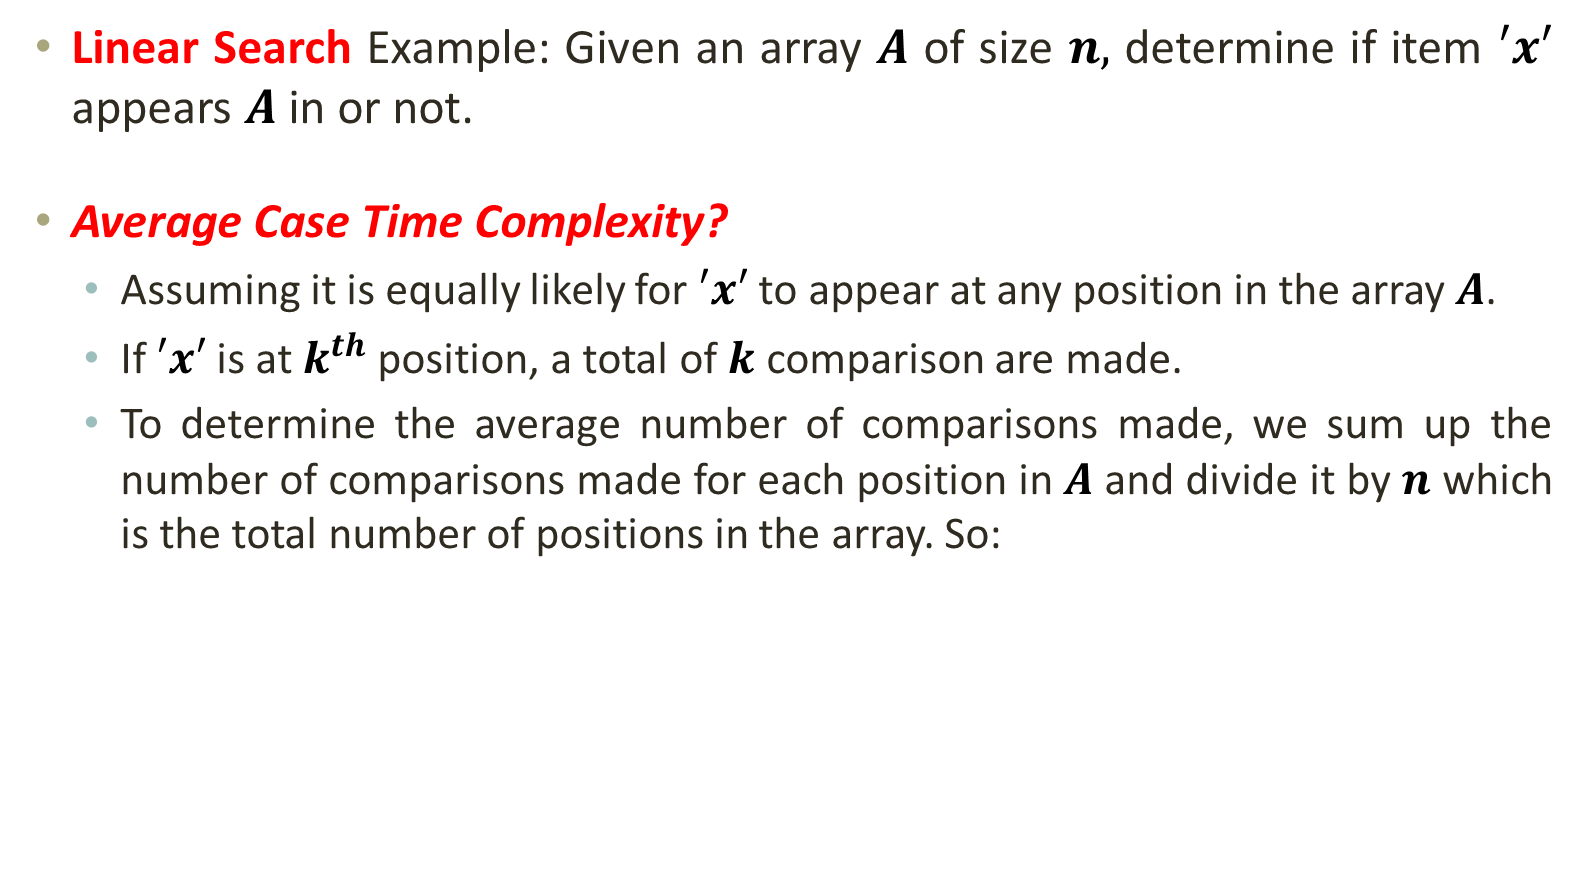 • Linear Search Example: Given an array A of size n, determine if item 'x'
appears A in or not.
• Average Case Time Complexity?
• Assuming it is equally likely for 'x' to appear at any position in the array A.
• If 'x' is at k^th position, a total of k comparison are made.
• To determine the average number of comparisons made, we sum up the
number of comparisons made for each position in A and divide it by n which
is the total number of positions in the array. So: